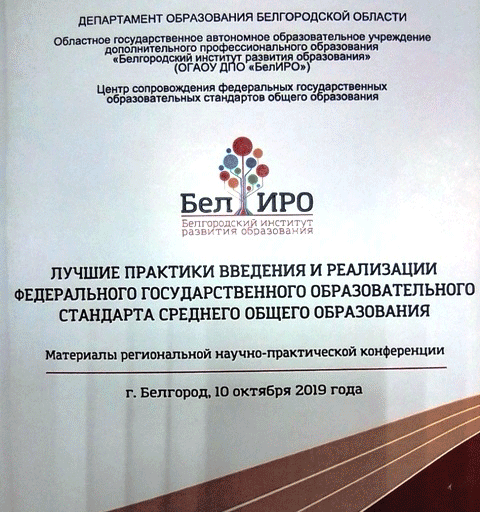 ДЕПАРТАМЕНТ ОБРАЗОВАНИЯ БЕЛГОРОДСКОЙ ОБЛАСТИ
Областное государственное автономное образовательное учреждение
дополнительного профессионального образования
«Белгородский институт развития образования»
(ОГАОУ ДПО «БелИРО»)
Центр сопровождения федеральных государственных
образовательных стандартов общего образования
Бел ИРО
Белгородский институт
развития образования
ЛУЧШИЕ ПРАКТИКИ ВВЕДЕНИЯ И РЕАЛИЗАЦИИ
ФЕДЕРАЛЬНОГО ГОСУДАРСТВЕННОГО ОБРАЗОВАТЕЛЬНОГО
СТАНДАРТА СРЕДНЕГО ОБЩЕГО ОБРАЗОВАНИЯ
Материалы региональной научно-практической конференции
г. Белгород, 10 октября 2019 года